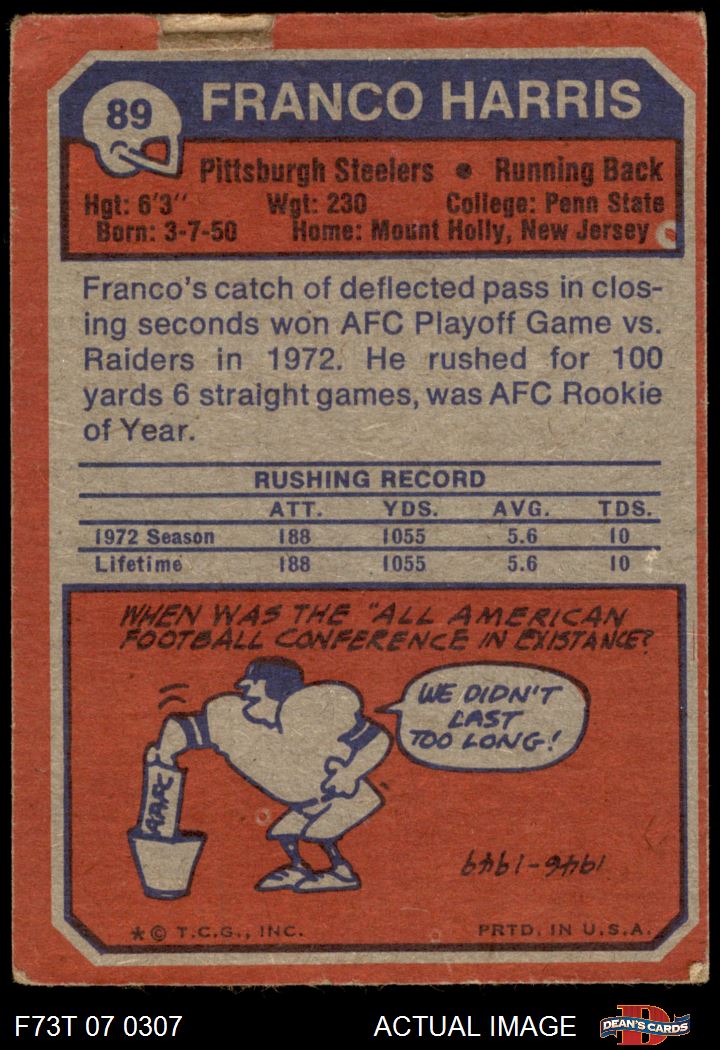 89
FRANCO HARRIS
Pittsburgh Steelers • Running Back
Hgt: 6'3" Wgt: 230 College: Penn State
Born: 3-7-50 Home: Mount Holly, New Jersey
Franco's catch of deflected pass in clos-
ing seconds won AFC Playoff Game vs.
Raiders in 1972. He rushed for 100
yards 6 straight games, was AFC Rookie
of Year.
RUSHING RECORD
ATT. YDS. AVG. TDS.
1972 Season 188 1055 5.6 10
Lifetime 188 1055 5.6 10
WHEN WAS THE "ALL AMERICAN
FOOTBALL CONFERENCE IN EXISTANCE?
WE DIDN'T
LAST
TOO LONG!
AAFC
1946-1949
* © T.C.G., INC. PRTD. IN U.S.A.
F73T 07 0307 ACTUAL IMAGE D DEAN'S CARDS